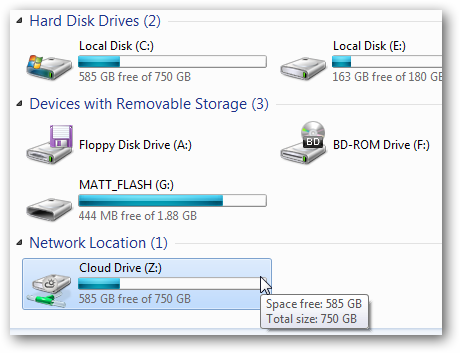 Hard Disk Drives (2)
Local Disk (C:)
585 GB free of 750 GB
Local Disk (E:)
163 GB free of 180 GB
Devices with Removable Storage (3)
Floppy Disk Drive (A:)
BD
BD-ROM Drive (F:)
MATT_FLASH (G:)
444 MB free of 1.88 GB
Network Location (1)
Cloud Drive (Z:)
585 GB free of 750 GB
Space free: 585 GB
Total size: 750 GB